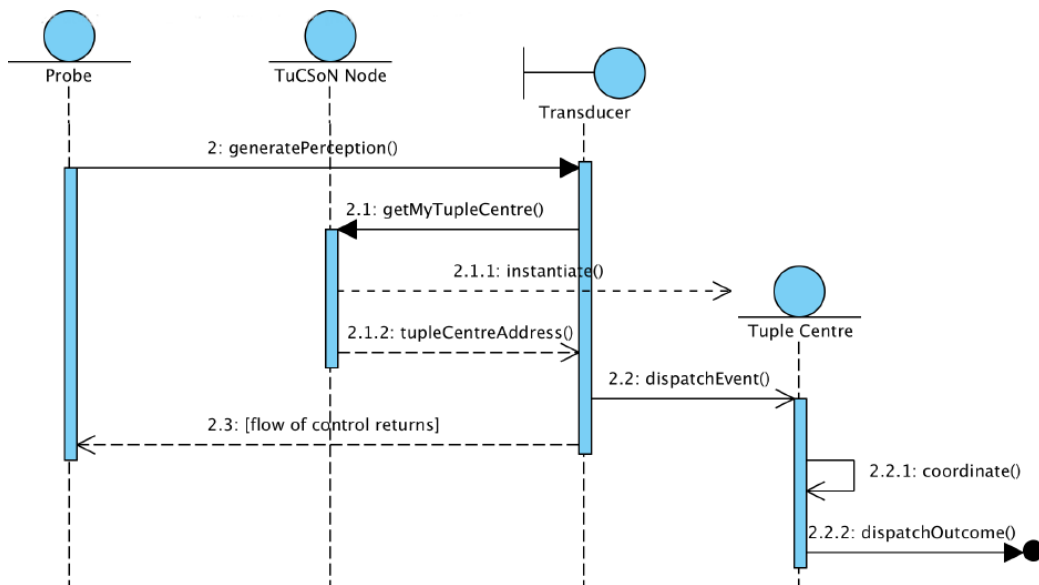 Probe
TuCSoN Node
Transducer
2: generatePerception()
2.1: getMyTupleCentre()
2.1.1: instantiate()
Tuple Centre
2.1.2: tupleCentreAddress()
2.2: dispatchEvent()
2.3: [flow of control returns]
2.2.1: coordinate()
2.2.2: dispatchOutcome()